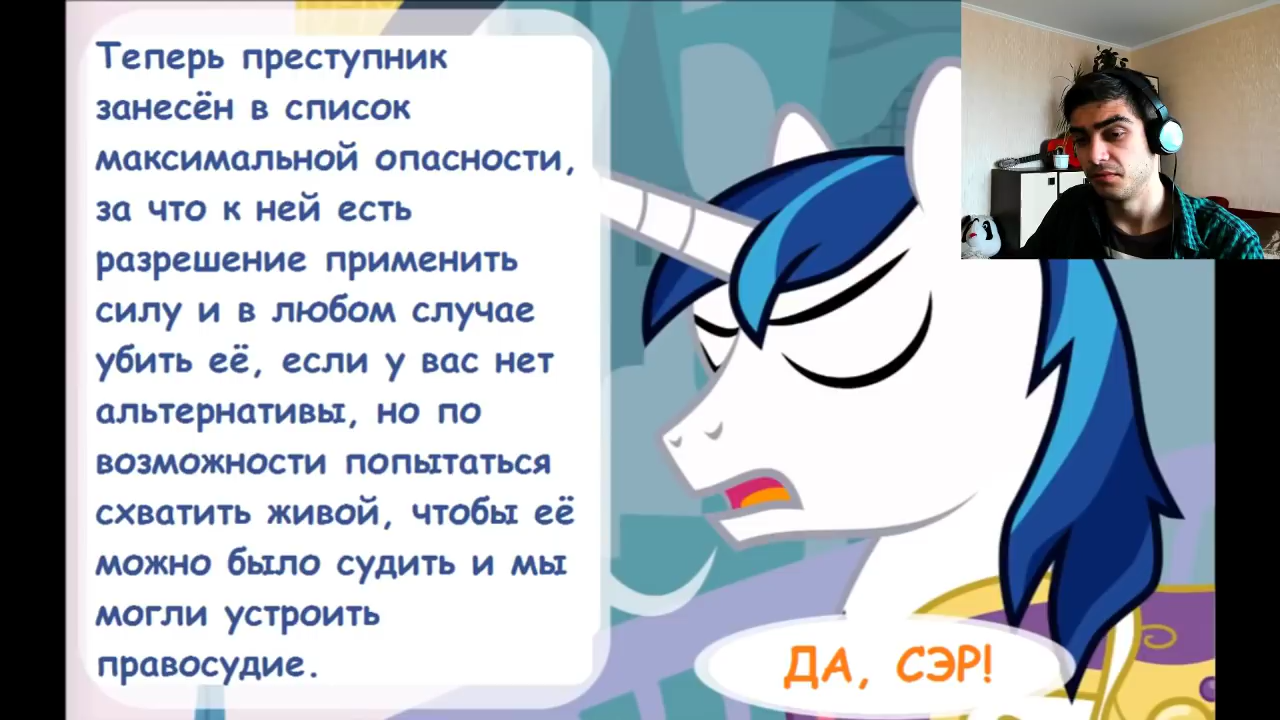 Теперь преступник
занесён в список
максимальной опасности,
за что к ней есть
разрешение применить
силу и в любом случае
убить её, если у вас нет
альтернативы, но по
возможности попытаться
схватить живой, чтобы её
можно было судить и мы
могли устроить
правосудие.
ДА, СЭР!